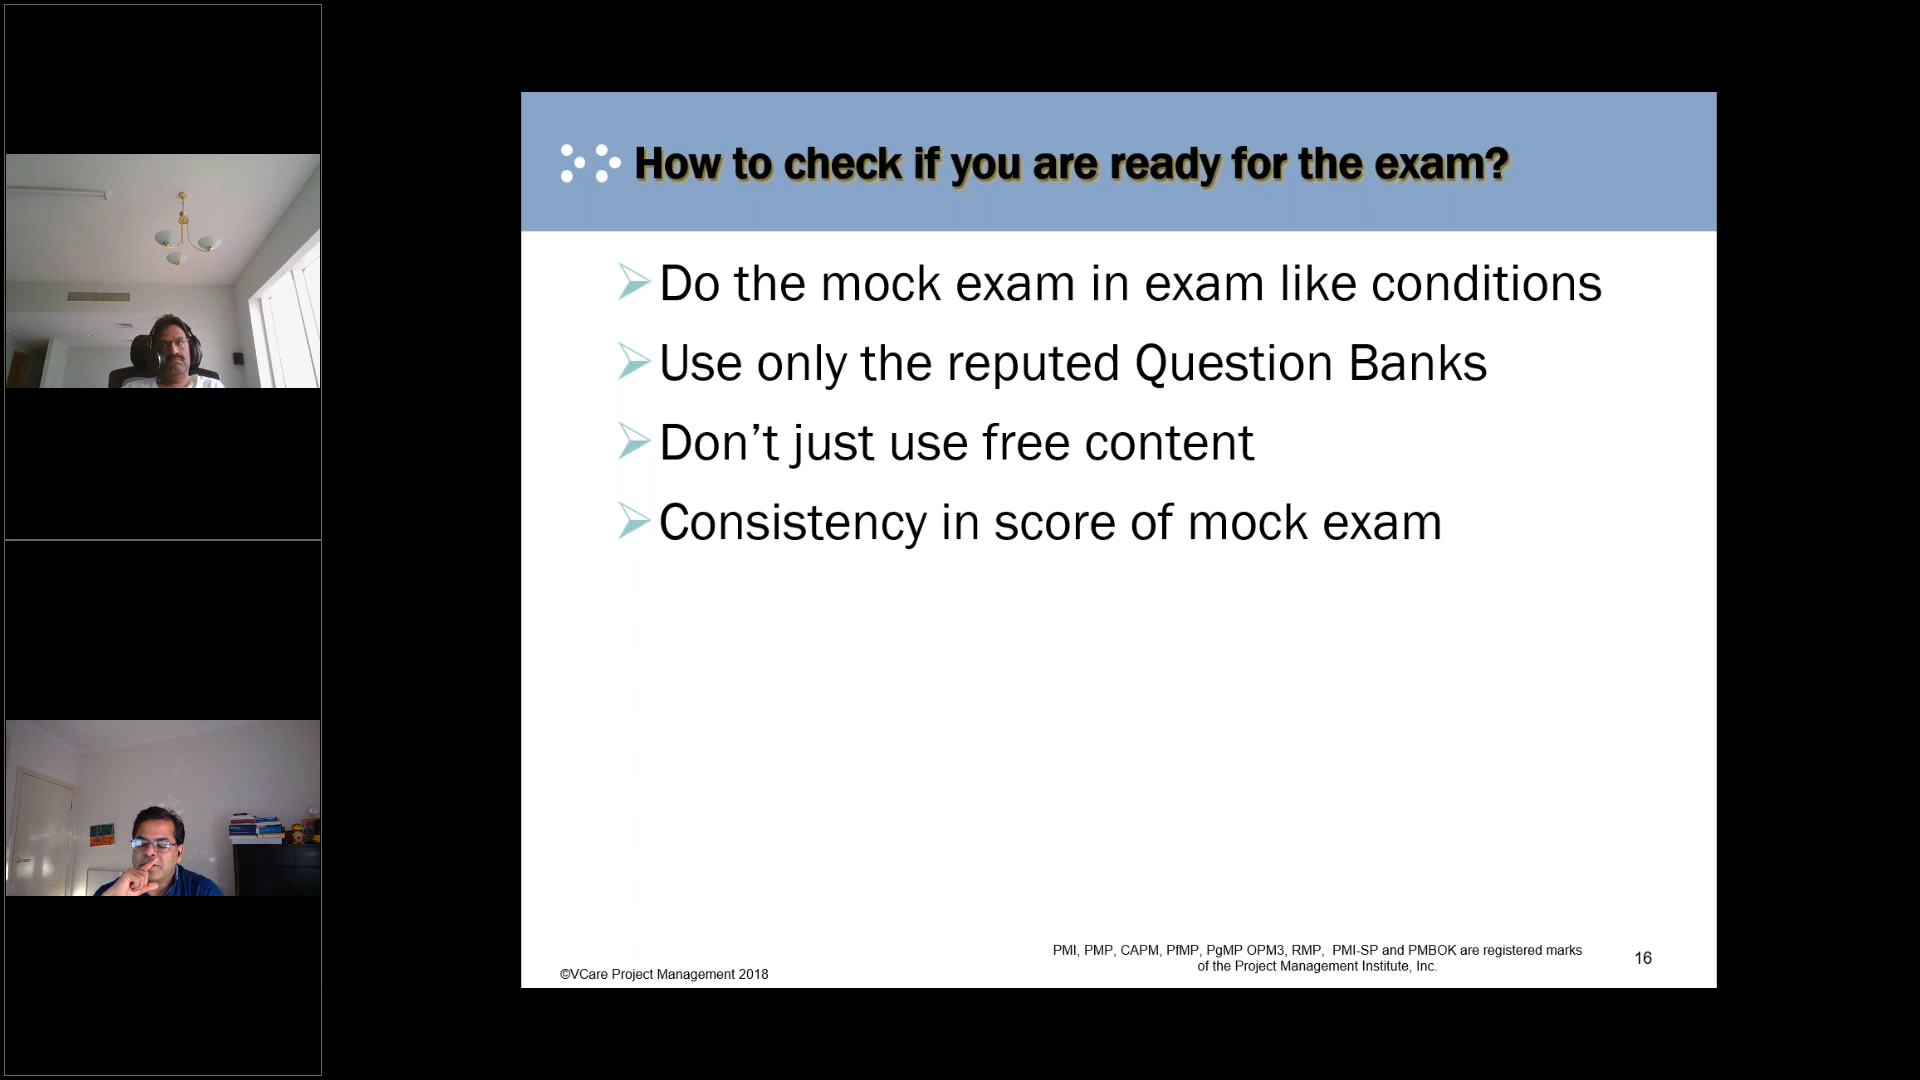 How to check if you are ready for the exam?
Do the mock exam in exam like conditions
Use only the reputed Question Banks
Don’t just use free content
Consistency in score of mock exam
PMI, PMP, CAPM, PfMP, PgMP OPM3, RMP, PMI-SP and PMBOK are registered marks
of the Project Management Institute, Inc.
16
©VCare Project Management 2018